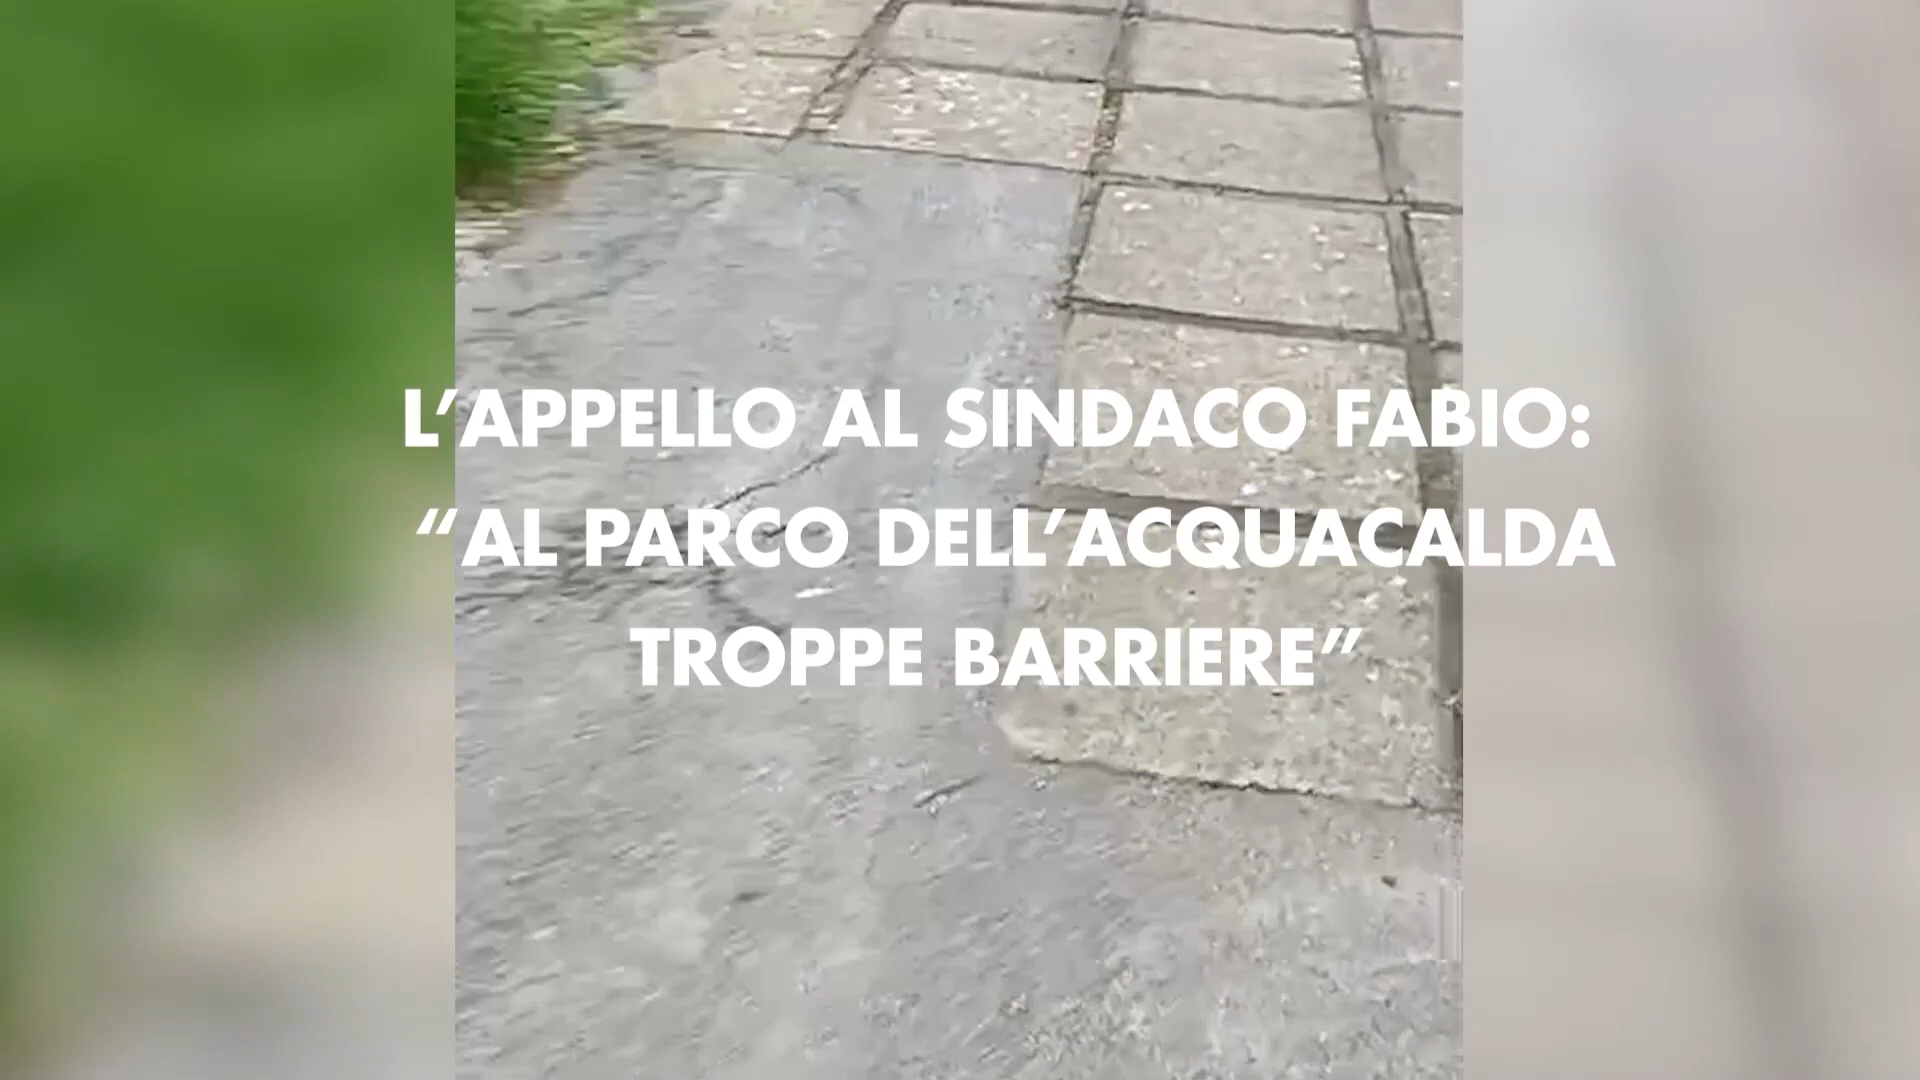 L’APPELLO AL SINDACO FABIO:
“AL PARCO DELL’ACQUACALDA
TROPPE BARRIERE”